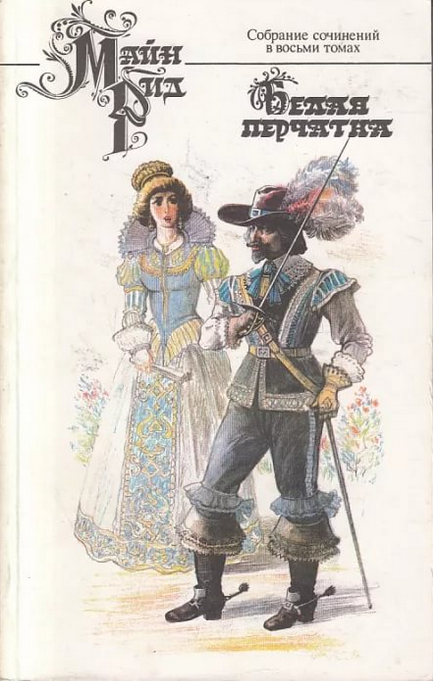 Майн
Рид
Собрание сочинений
в восьми томах
Белая
перчатка